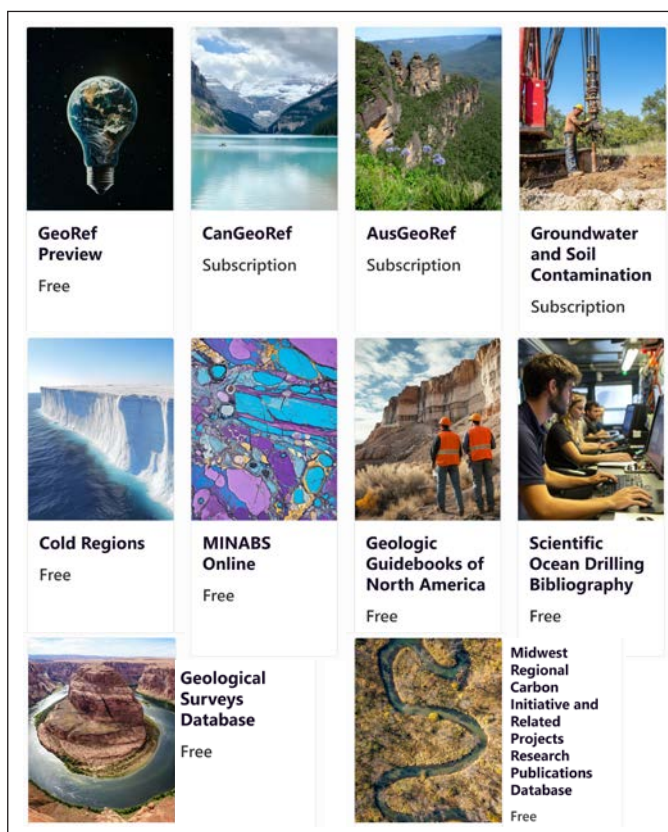 GeoRef
Preview
Free
CanGeoRef
Subscription
AusGeoRef
Subscription
Groundwater
and Soil
Contamination
Subscription
Cold Regions
Free
MINABS
Online
Free
Geologic
Guidebooks of
North America
Free
Scientific
Ocean Drilling
Bibliography
Free
Geological
Surveys
Database
Free
Midwest
Regional
Carbon
Initiative and
Related
Projects
Research
Publications
Database
Free